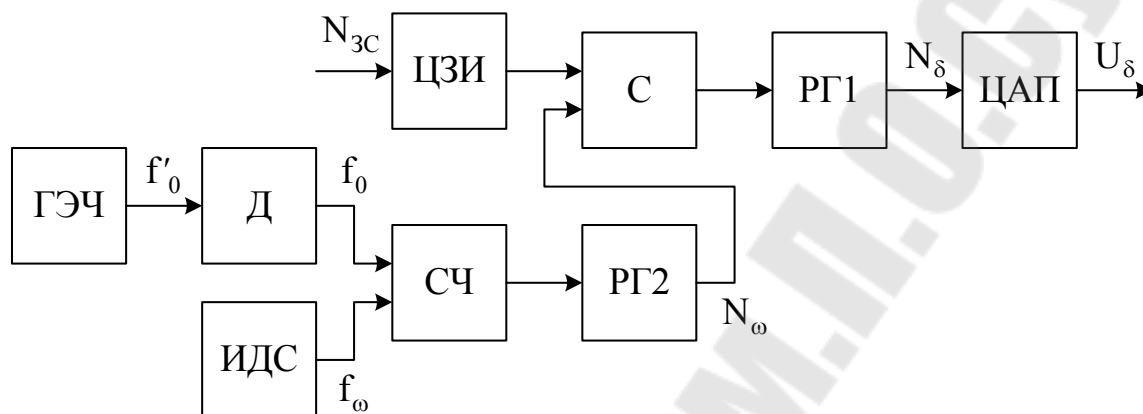 N_ЗС
ЦЗИ
С
РГ1
N_δ
ЦАП
U_δ
ГЭЧ
f'_0
Д
f_0
СЧ
РГ2
N_ω
ИДС
f_ω
М.П.О.С